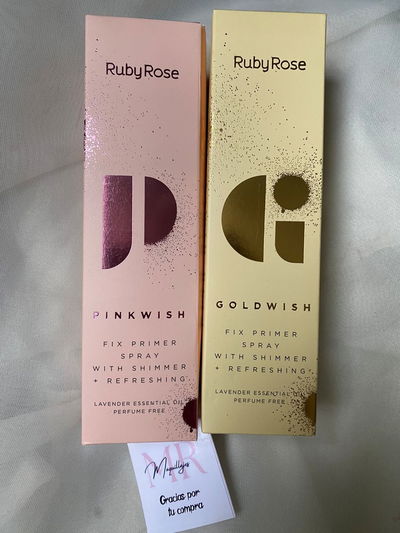 RubyRose
PINKWISH
FIX PRIMER
SPRAY
WITH SHIMMER
+ REFRESHING
LAVENDER ESSENTIAL OIL
PERFUME FREE
RubyRose
GOLDWISH
FIX PRIMER
SPRAY
WITH SHIMMER
+ REFRESHING
LAVENDER ESSENTIAL OIL
PERFUME FREE
MR
Maquillajes
Gracias por
tu compra